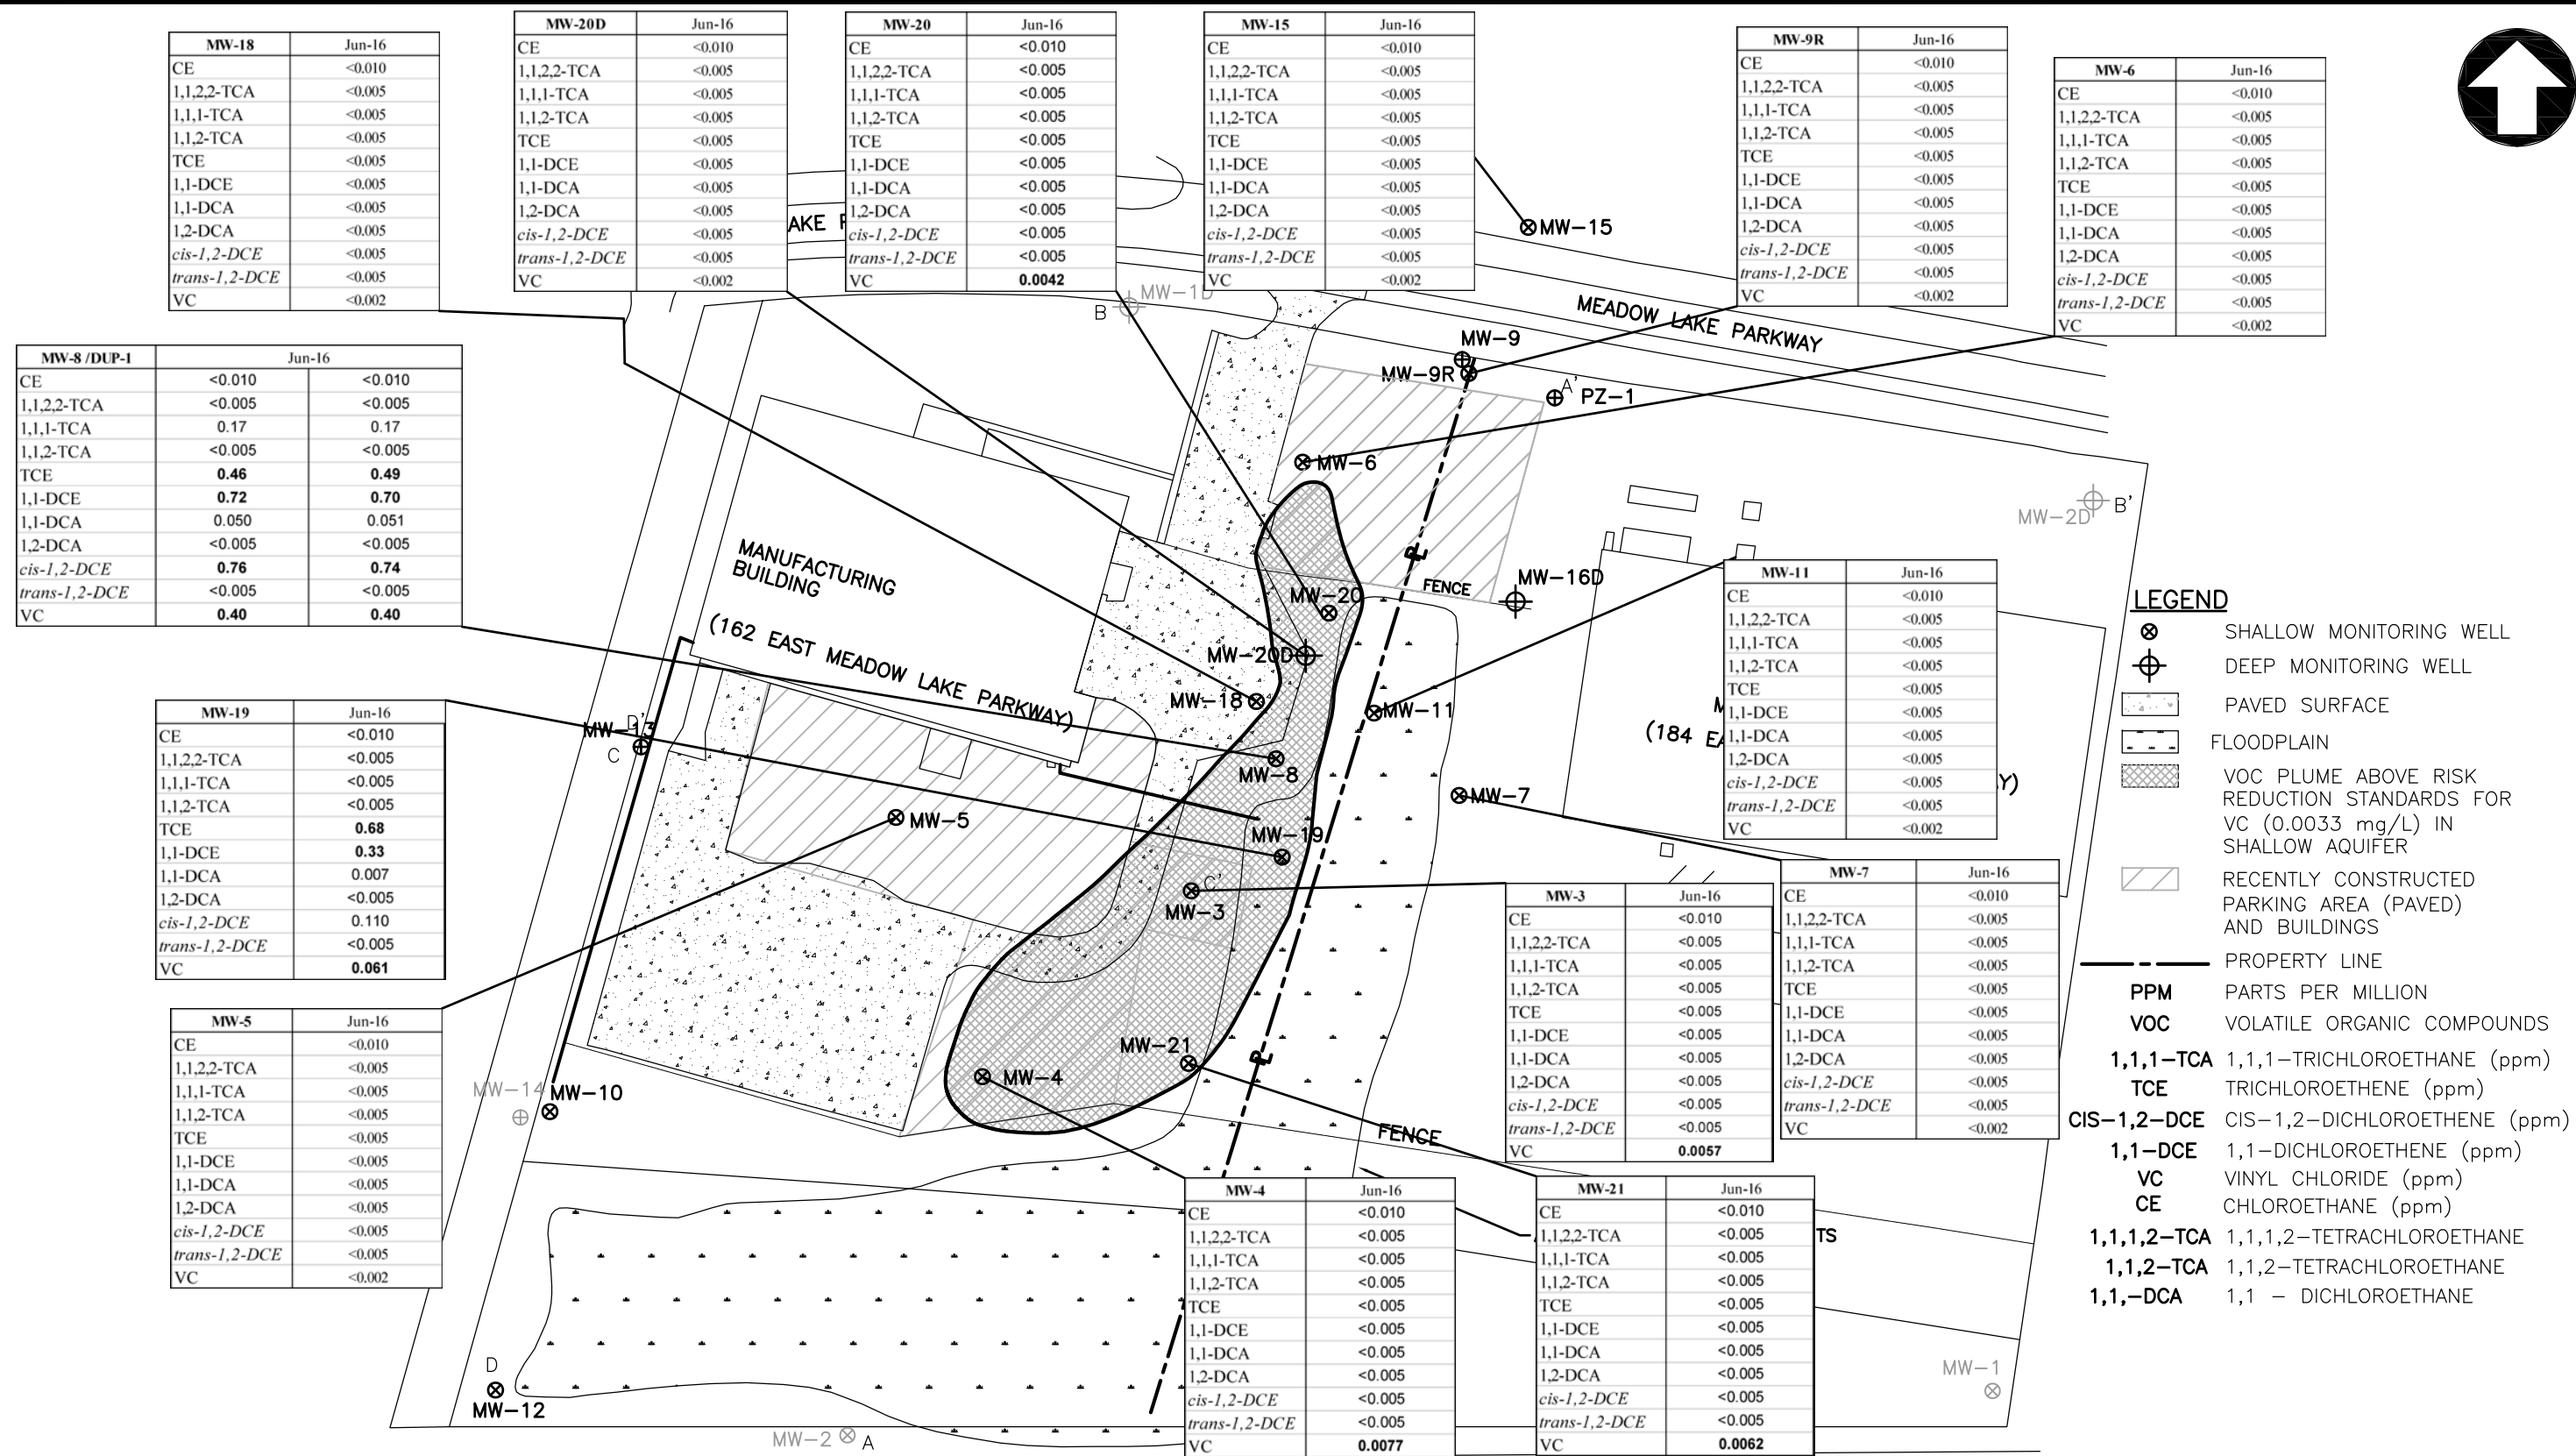 MW-18 Jun-16
CE <0.010
1,1,2,2-TCA <0.005
1,1,1-TCA <0.005
1,1,2-TCA <0.005
TCE <0.005
1,1-DCE <0.005
1,1-DCA <0.005
1,2-DCA <0.005
cis-1,2-DCE <0.005
trans-1,2-DCE <0.005
VC <0.002
MW-20D Jun-16
CE <0.010
1,1,2,2-TCA <0.005
1,1,1-TCA <0.005
1,1,2-TCA <0.005
TCE <0.005
1,1-DCE <0.005
1,1-DCA <0.005
1,2-DCA <0.005
cis-1,2-DCE <0.005
trans-1,2-DCE <0.005
VC <0.002
MW-20 Jun-16
CE <0.010
1,1,2,2-TCA <0.005
1,1,1-TCA <0.005
1,1,2-TCA <0.005
TCE <0.005
1,1-DCE <0.005
1,1-DCA <0.005
1,2-DCA <0.005
cis-1,2-DCE <0.005
trans-1,2-DCE <0.005
VC 0.0042
MW-15 Jun-16
CE <0.010
1,1,2,2-TCA <0.005
1,1,1-TCA <0.005
1,1,2-TCA <0.005
TCE <0.005
1,1-DCE <0.005
1,1-DCA <0.005
1,2-DCA <0.005
cis-1,2-DCE <0.005
trans-1,2-DCE <0.005
VC <0.002
MW-9R Jun-16
CE <0.010
1,1,2,2-TCA <0.005
1,1,1-TCA <0.005
1,1,2-TCA <0.005
TCE <0.005
1,1-DCE <0.005
1,1-DCA <0.005
1,2-DCA <0.005
cis-1,2-DCE <0.005
trans-1,2-DCE <0.005
VC <0.002
MW-6 Jun-16
CE <0.010
1,1,2,2-TCA <0.005
1,1,1-TCA <0.005
1,1,2-TCA <0.005
TCE <0.005
1,1-DCE <0.005
1,1-DCA <0.005
1,2-DCA <0.005
cis-1,2-DCE <0.005
trans-1,2-DCE <0.005
VC <0.002
MW-8 /DUP-1 Jun-16
CE <0.010 <0.010
1,1,2,2-TCA <0.005 <0.005
1,1,1-TCA 0.17 0.17
1,1,2-TCA <0.005 <0.005
TCE 0.46 0.49
1,1-DCE 0.72 0.70
1,1-DCA 0.050 0.051
1,2-DCA <0.005 <0.005
cis-1,2-DCE 0.76 0.74
trans-1,2-DCE <0.005 <0.005
VC 0.40 0.40
MW-19 Jun-16
CE <0.010
1,1,2,2-TCA <0.005
1,1,1-TCA <0.005
1,1,2-TCA <0.005
TCE 0.68
1,1-DCE 0.33
1,1-DCA 0.007
1,2-DCA <0.005
cis-1,2-DCE 0.110
trans-1,2-DCE <0.005
VC 0.061
MW-5 Jun-16
CE <0.010
1,1,2,2-TCA <0.005
1,1,1-TCA <0.005
1,1,2-TCA <0.005
TCE <0.005
1,1-DCE <0.005
1,1-DCA <0.005
1,2-DCA <0.005
cis-1,2-DCE <0.005
trans-1,2-DCE <0.005
VC <0.002
MW-11 Jun-16
CE <0.010
1,1,2,2-TCA <0.005
1,1,1-TCA <0.005
1,1,2-TCA <0.005
TCE <0.005
1,1-DCE <0.005
1,1-DCA <0.005
1,2-DCA <0.005
cis-1,2-DCE <0.005
trans-1,2-DCE <0.005
VC <0.002
MW-3 Jun-16
CE <0.010
1,1,2,2-TCA <0.005
1,1,1-TCA <0.005
1,1,2-TCA <0.005
TCE <0.005
1,1-DCE <0.005
1,1-DCA <0.005
1,2-DCA <0.005
cis-1,2-DCE <0.005
trans-1,2-DCE <0.005
VC 0.0057
MW-7 Jun-16
CE <0.010
1,1,2,2-TCA <0.005
1,1,1-TCA <0.005
1,1,2-TCA <0.005
TCE <0.005
1,1-DCE <0.005
1,1-DCA <0.005
1,2-DCA <0.005
cis-1,2-DCE <0.005
trans-1,2-DCE <0.005
VC <0.002
MW-4 Jun-16
CE <0.010
1,1,2,2-TCA <0.005
1,1,1-TCA <0.005
1,1,2-TCA <0.005
TCE <0.005
1,1-DCE <0.005
1,1-DCA <0.005
1,2-DCA <0.005
cis-1,2-DCE <0.005
trans-1,2-DCE <0.005
VC 0.0077
MW-21 Jun-16
CE <0.010
1,1,2,2-TCA <0.005
1,1,1-TCA <0.005
1,1,2-TCA <0.005
TCE <0.005
1,1-DCE <0.005
1,1-DCA <0.005
1,2-DCA <0.005
cis-1,2-DCE <0.005
trans-1,2-DCE <0.005
VC 0.0062
AKE
MW-15
B MW-1D
MEADOW LAKE PARKWAY
MW-9
MW-9R
A' PZ-1
MW-6
MW-2D B'
MANUFACTURING
BUILDING
(162 EAST MEADOW LAKE PARKWAY)
FENCE
MW-16D
MW-20
MW-20D
MW-18
MW-11
M
(184 EA
Y)
MW-13 D'
C
MW-8
MW-7
MW-5
MW-19
C'
MW-3
MW-21
MW-4
MW-14
MW-10
FENCE
TS
D
MW-12
MW-2 A
MW-1
LEGEND
SHALLOW MONITORING WELL
DEEP MONITORING WELL
PAVED SURFACE
FLOODPLAIN
VOC PLUME ABOVE RISK
REDUCTION STANDARDS FOR
VC (0.0033 mg/L) IN
SHALLOW AQUIFER
RECENTLY CONSTRUCTED
PARKING AREA (PAVED)
AND BUILDINGS
PROPERTY LINE
PPM PARTS PER MILLION
VOC VOLATILE ORGANIC COMPOUNDS
1,1,1-TCA 1,1,1-TRICHLOROETHANE (ppm)
TCE TRICHLOROETHENE (ppm)
CIS-1,2-DCE CIS-1,2-DICHLOROETHENE (ppm)
1,1-DCE 1,1-DICHLOROETHENE (ppm)
VC VINYL CHLORIDE (ppm)
CE CHLOROETHANE (ppm)
1,1,1,2-TCA 1,1,1,2-TETRACHLOROETHANE
1,1,2-TCA 1,1,2-TETRACHLOROETHANE
1,1,-DCA 1,1 - DICHLOROETHANE